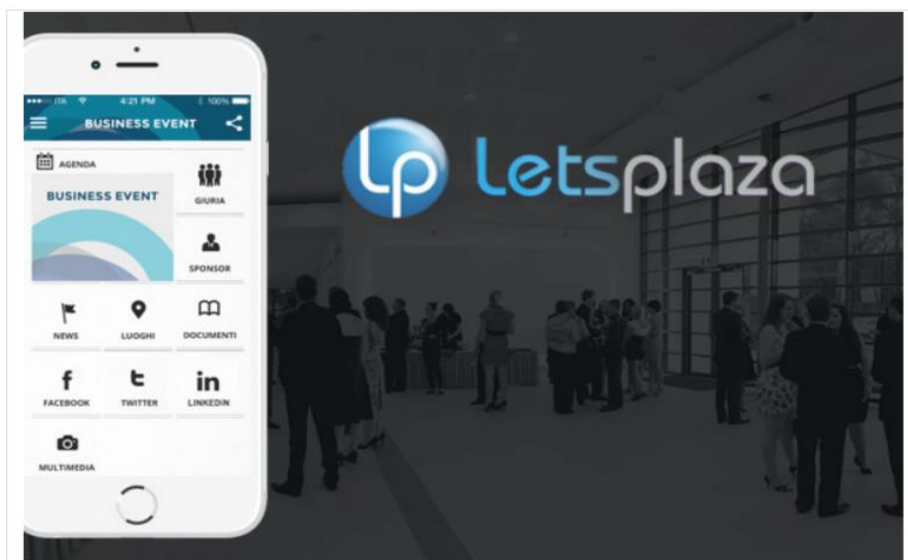 ITA 4:21 PM 100%
BUSINESS EVENT
AGENDA
BUSINESS EVENT
GIURIA
SPONSOR
NEWS LUOGHI DOCUMENTI
FACEBOOK TWITTER LINKEDIN
MULTIMEDIA
lp letsplaza